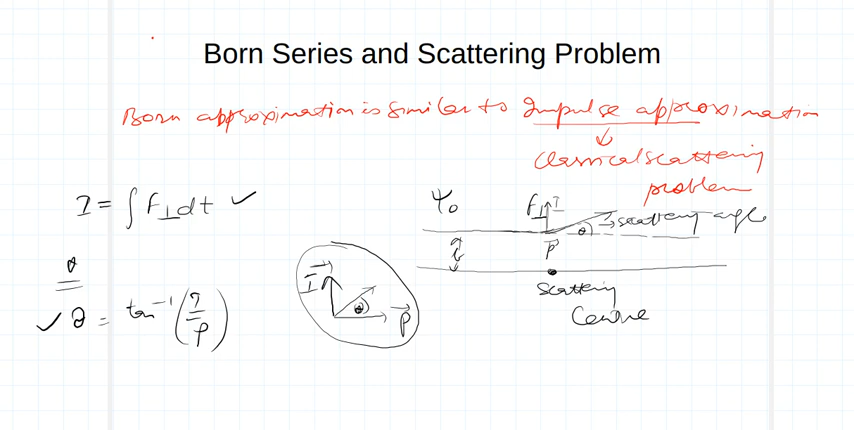 Born Series and Scattering Problem
Born approximation is similar to Impulse approximation
↓
Classical scattering
problem
I = ∫ F⊥ dt ✓
Ψ₀
F⊥ I
θ → scattering angle
P⃗
b
scattering
Centre
θ
✓ θ = tan⁻¹ (I/P)
I⃗ θ P⃗